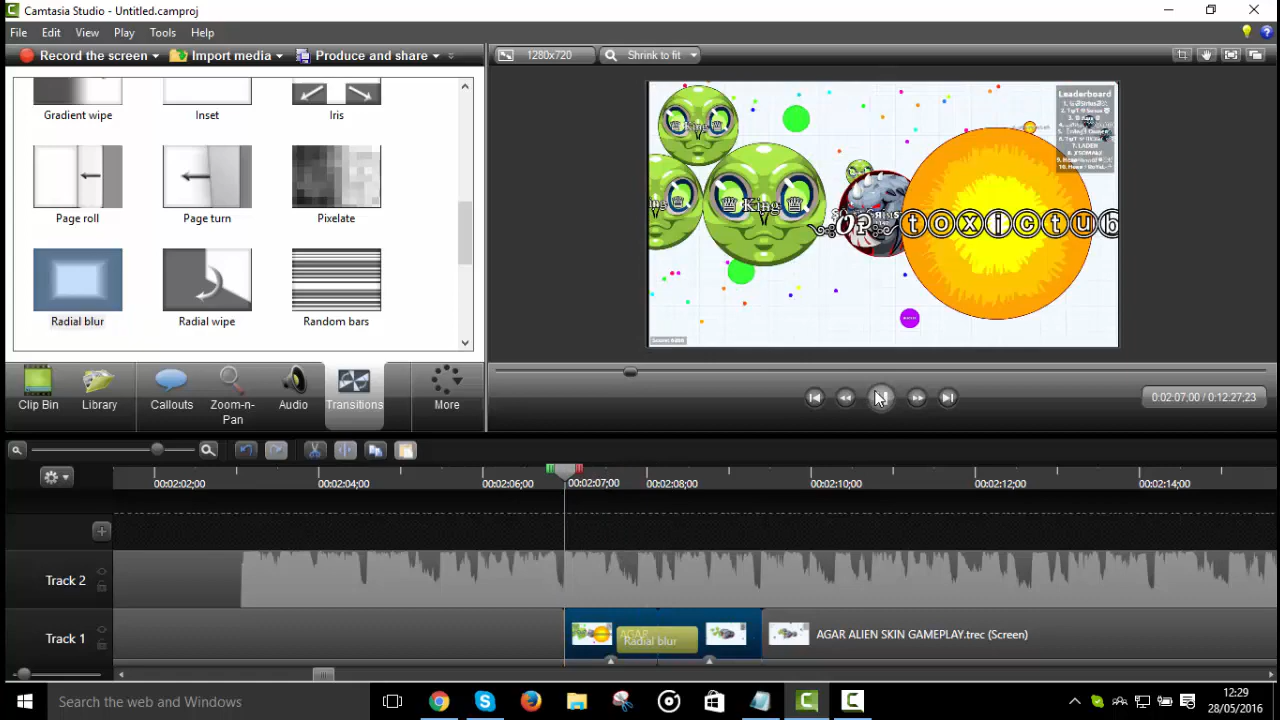 Camtasia Studio - Untitled.camproj
File Edit View Play Tools Help
Record the screen Import media Produce and share
1280x720 Shrink to fit
Gradient wipe Inset Iris
Page roll Page turn Pixelate
Radial blur Radial wipe Random bars
Leaderboard
7. LADEN
King
King
OP toxictub
Clip Bin Library Callouts Zoom-n-Pan Audio Transitions More
0:02:07,00 / 0:12:27,23
00:02:02;00 00:02:04;00 00:02:06;00 00:02:07;00 00:02:08;00 00:02:10;00 00:02:12;00 00:02:14;00
Track 2
Track 1
Radial blur
AGAR ALIEN SKIN GAMEPLAY.trec (Screen)
Search the web and Windows
12:29
28/05/2016